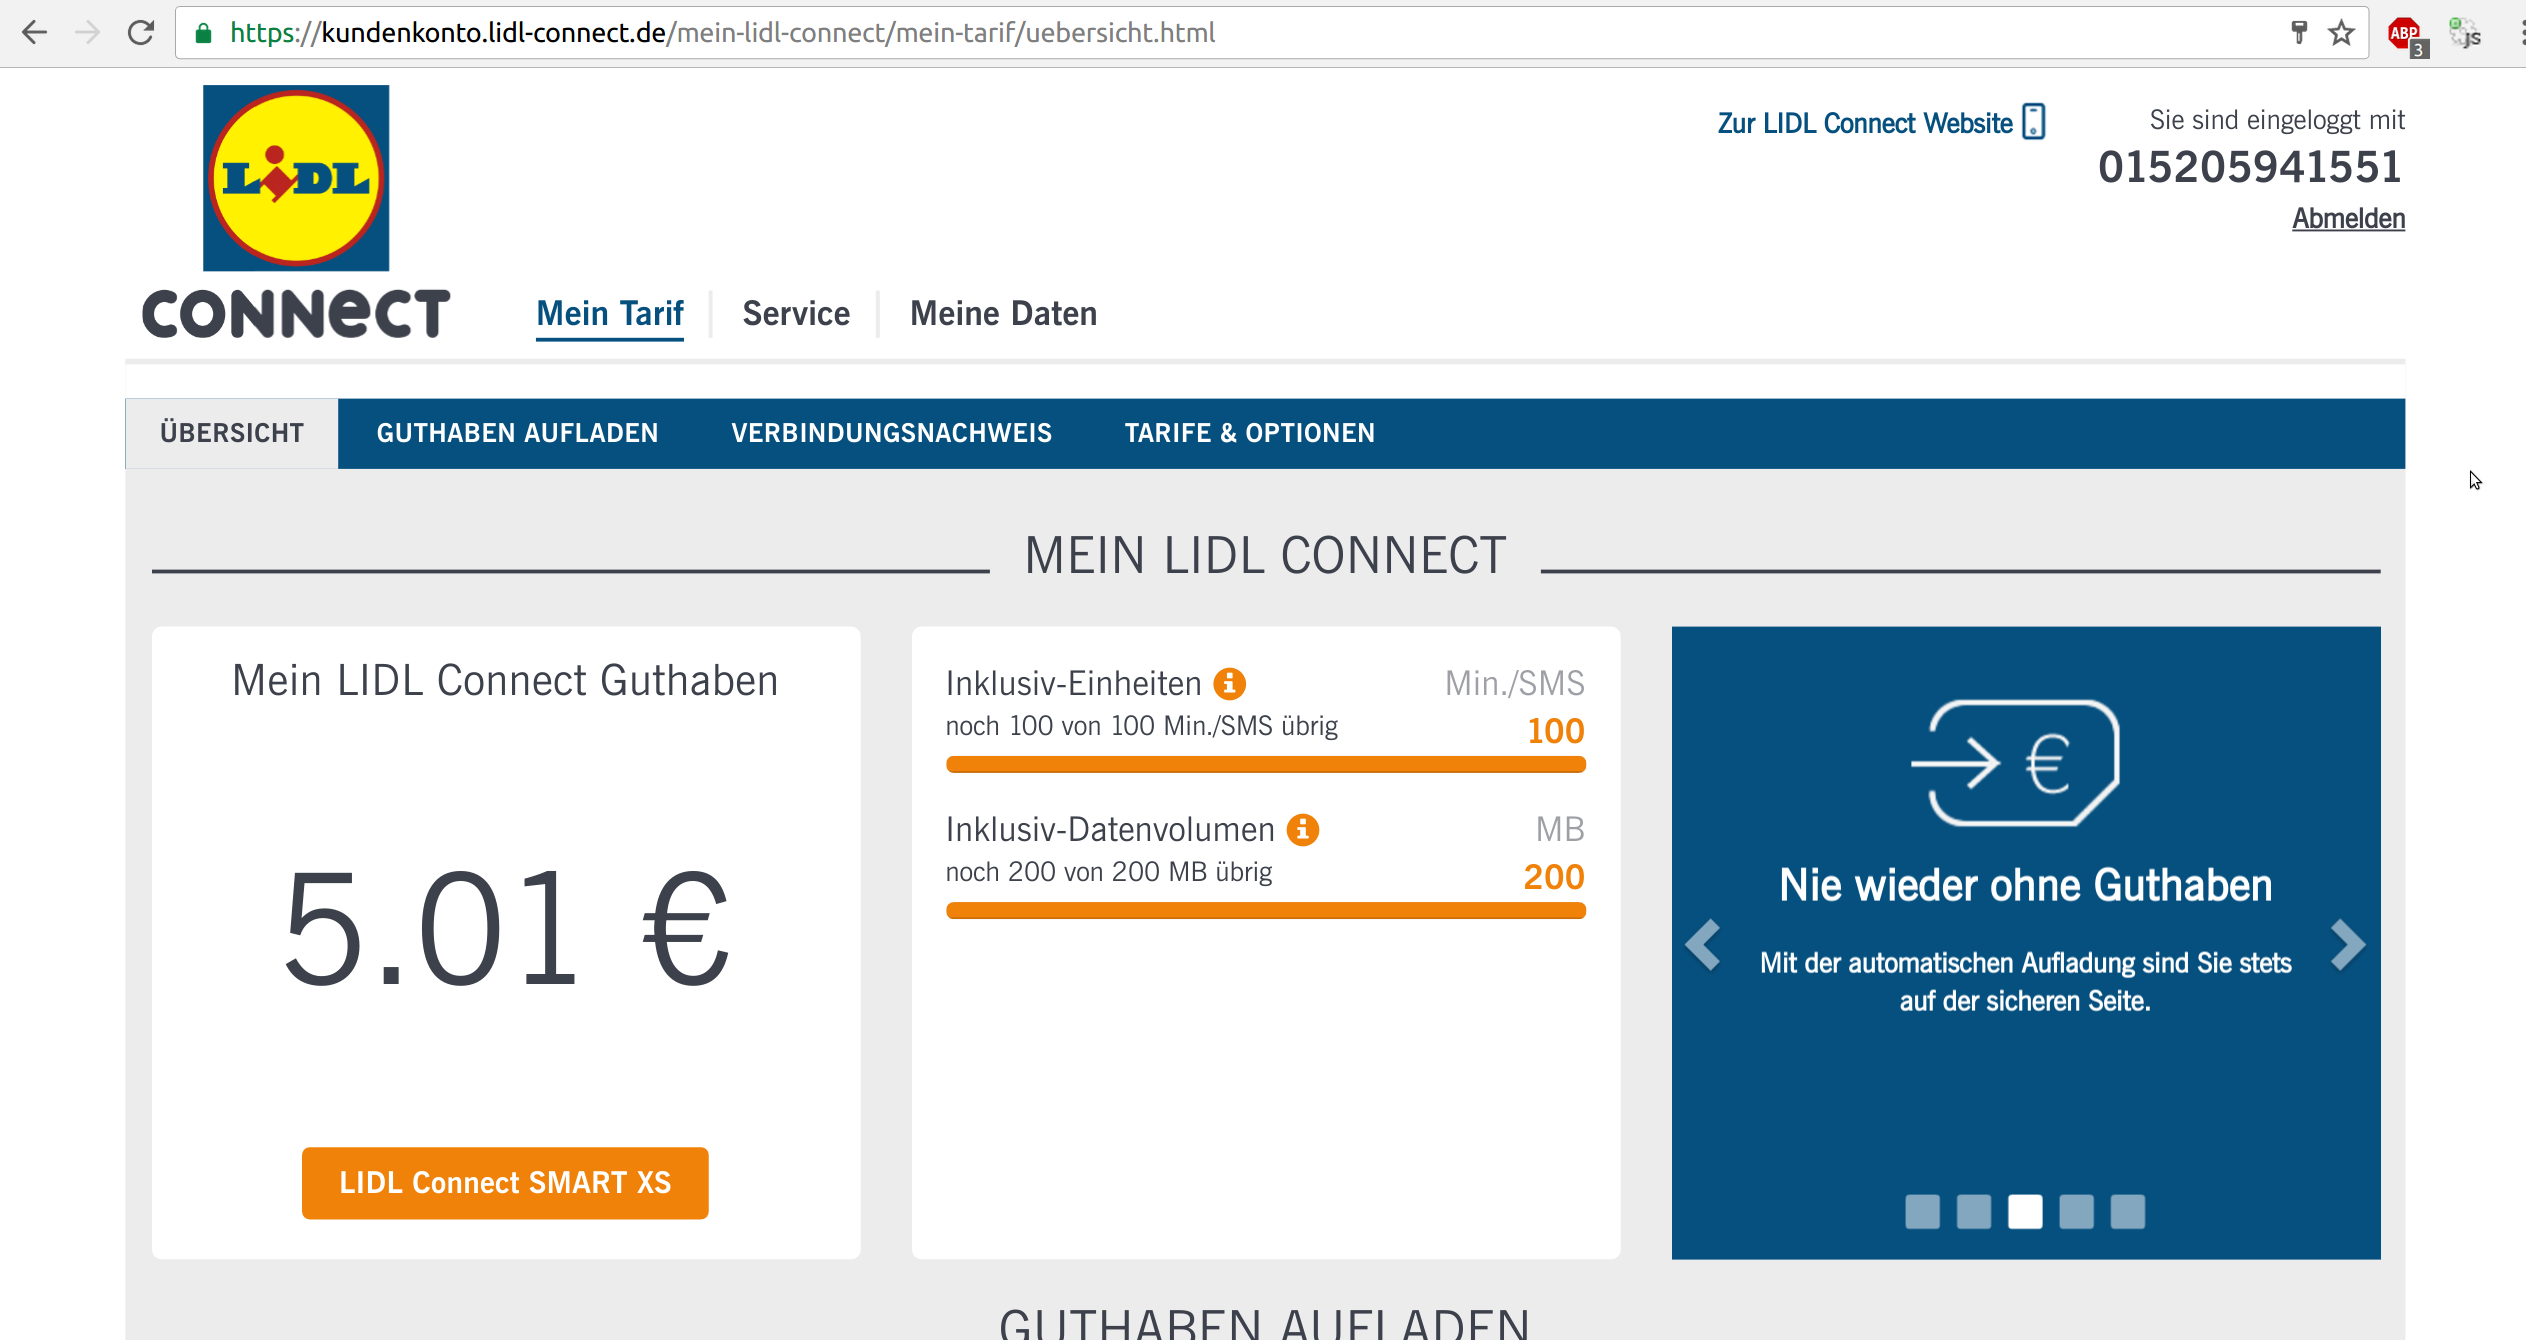 https://kundenkonto.lidl-connect.de/mein-lidl-connect/mein-tarif/uebersicht.html
ABP
3
js
LIDL
CONNECT
Zur LIDL Connect Website
Sie sind eingeloggt mit
015205941551
Abmelden
Mein Tarif
Service
Meine Daten
ÜBERSICHT
GUTHABEN AUFLADEN
VERBINDUNGSNACHWEIS
TARIFE & OPTIONEN
MEIN LIDL CONNECT
Mein LIDL Connect Guthaben
5.01 €
LIDL Connect SMART XS
Inklusiv-Einheiten
Min./SMS
noch 100 von 100 Min./SMS übrig
100
Inklusiv-Datenvolumen
MB
noch 200 von 200 MB übrig
200
€
Nie wieder ohne Guthaben
Mit der automatischen Aufladung sind Sie stets
auf der sicheren Seite.
GUTHABEN AUFLADEN